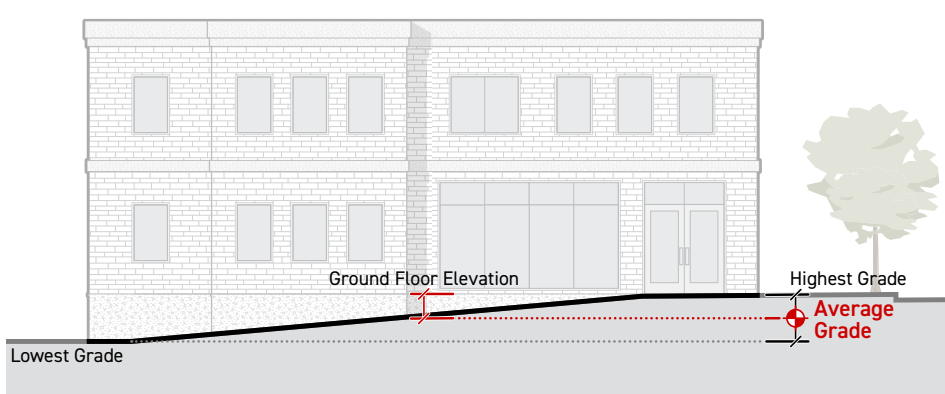 Ground Floor Elevation
Highest Grade
Average
Grade
Lowest Grade